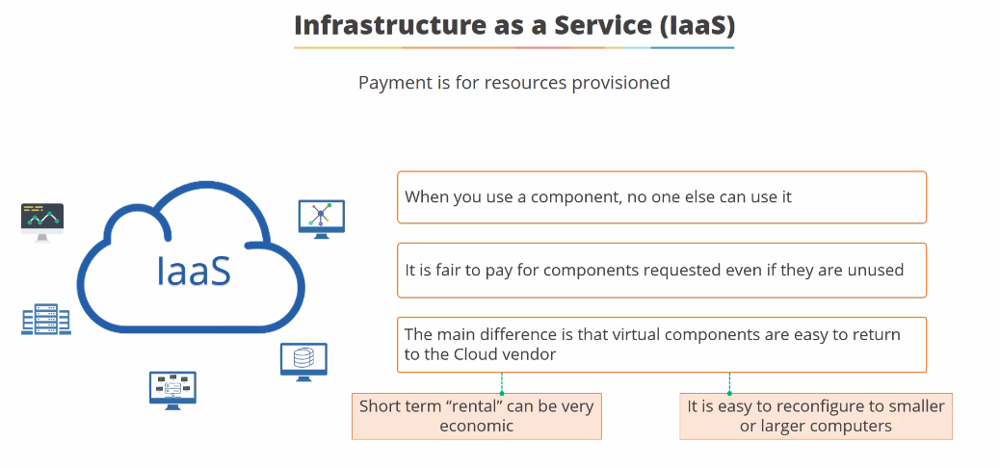 Infrastructure as a Service (IaaS)
Payment is for resources provisioned
IaaS
When you use a component, no one else can use it
It is fair to pay for components requested even if they are unused
The main difference is that virtual components are easy to return
to the Cloud vendor
Short term “rental” can be very
economic
It is easy to reconfigure to smaller
or larger computers